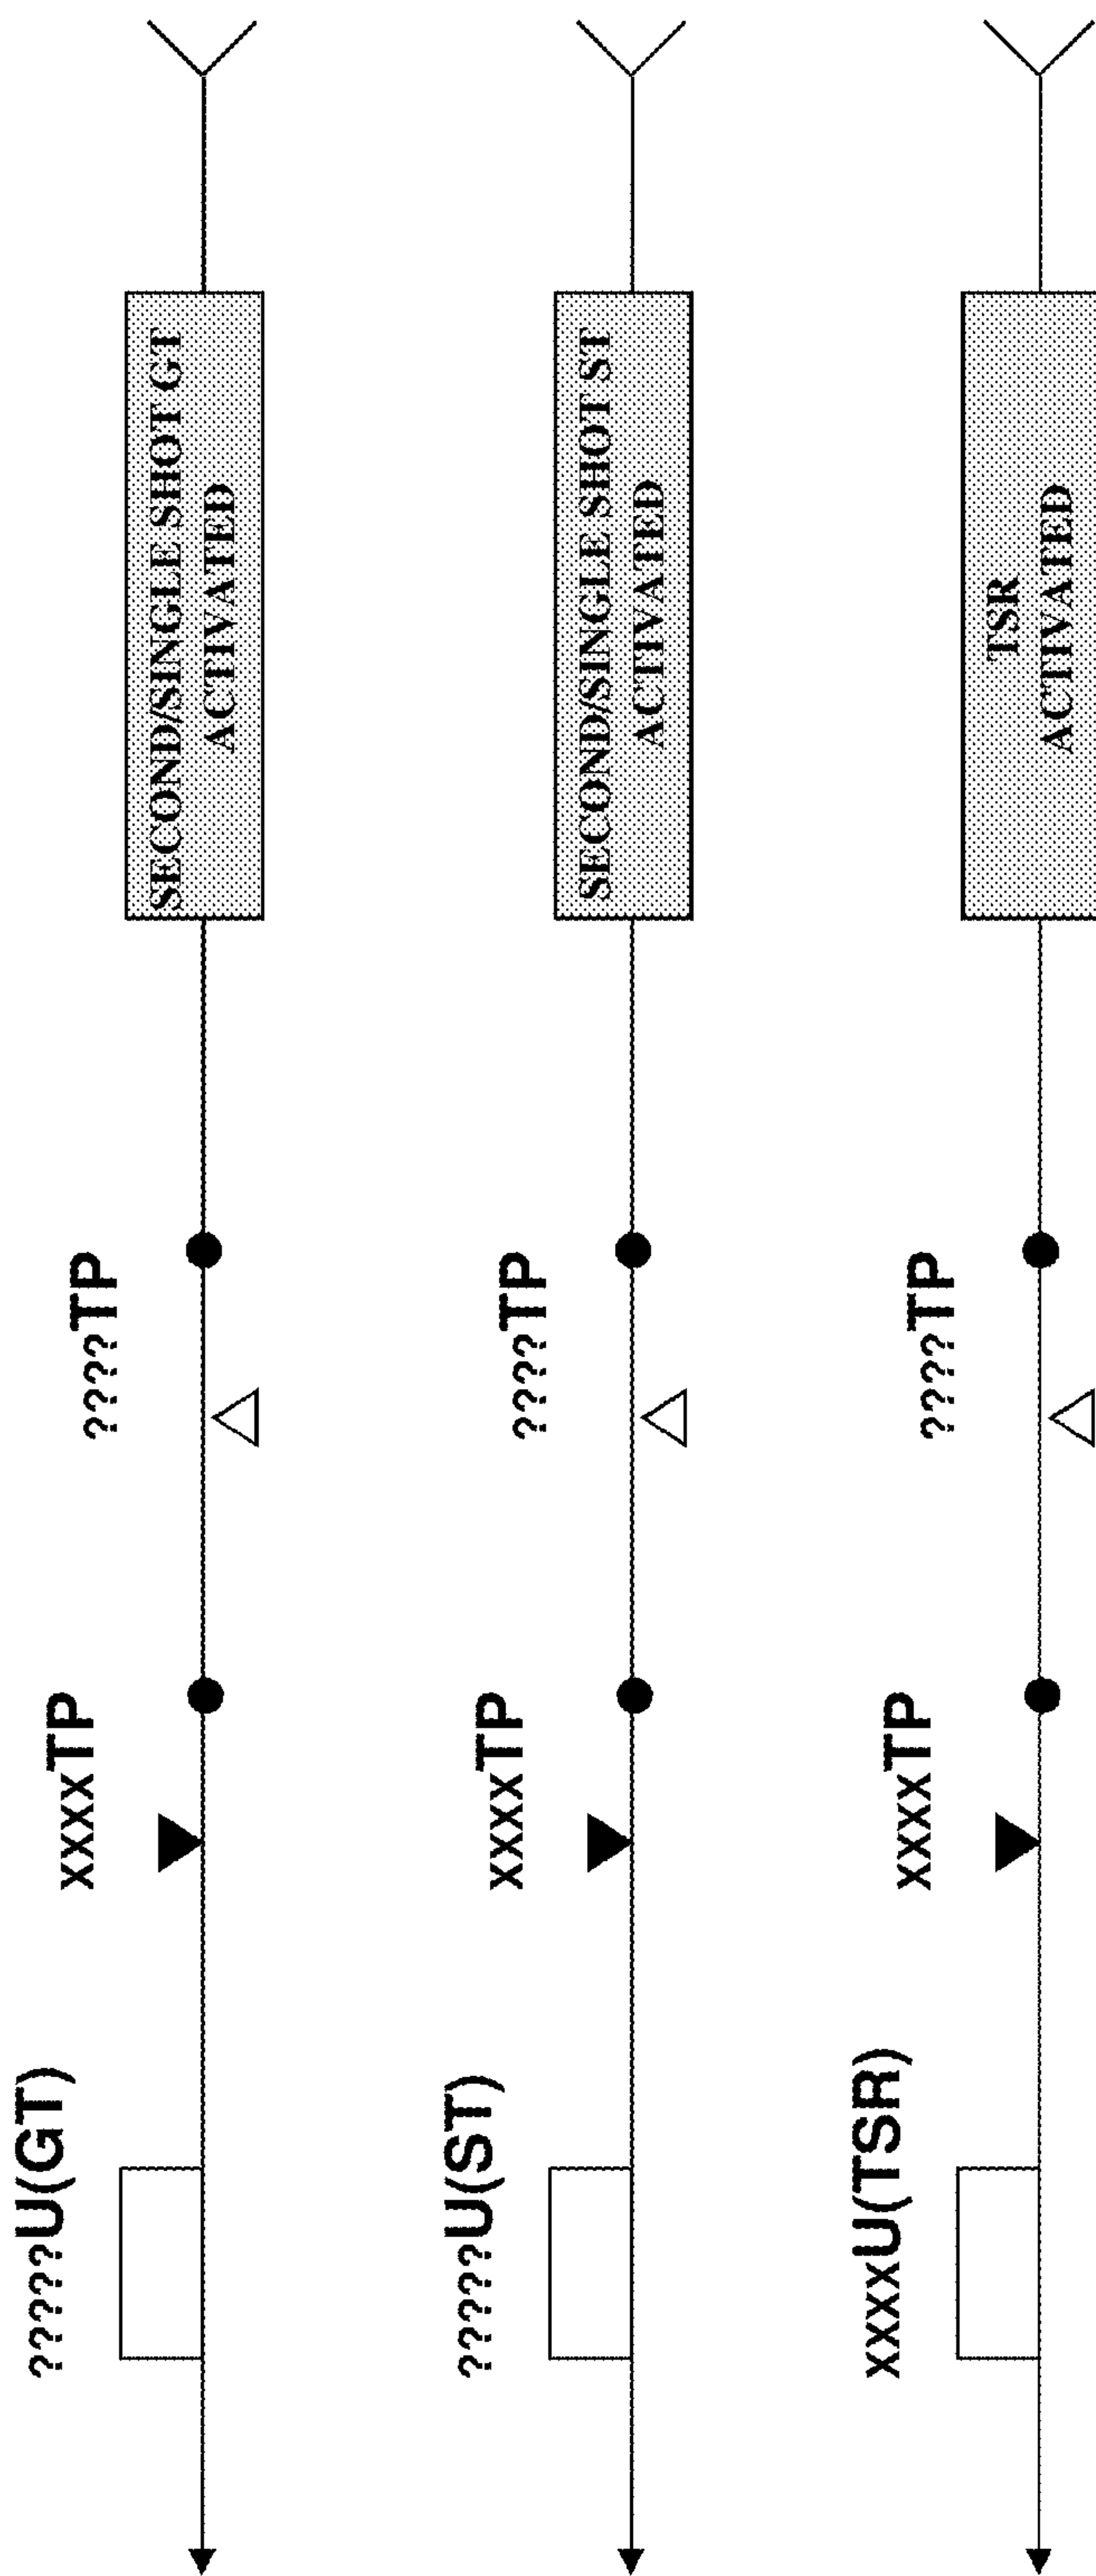 ?????U(GT)
xxxxTP
????TP
SECOND/SINGLE SHOT GT
ACTIVATED
?????U(ST)
xxxxTP
????TP
SECOND/SINGLE SHOT ST
ACTIVATED
xxxxU(TSR)
xxxxTP
????TP
TSR
ACTIVATED